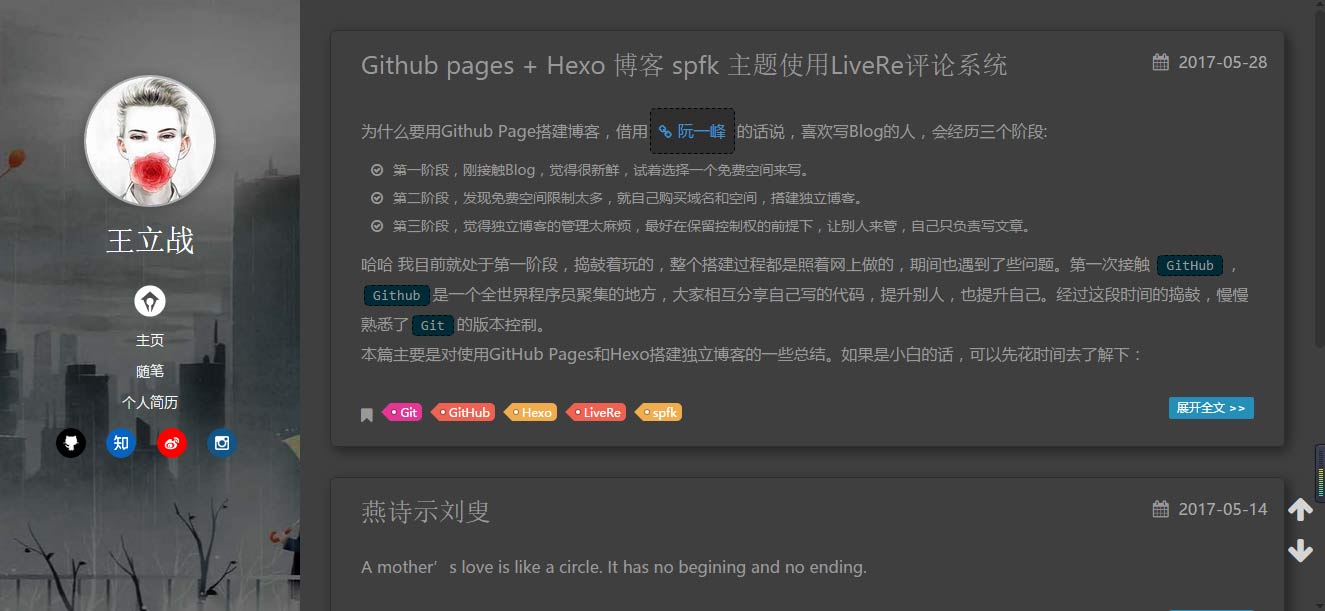 王立战
主页
随笔
个人简历
知
Github pages + Hexo 博客 spfk 主题使用LiveRe评论系统
2017-05-28
为什么要用Github Page搭建博客，借用 阮一峰 的话说，喜欢写Blog的人，会经历三个阶段:
第一阶段，刚接触Blog，觉得很新鲜，试着选择一个免费空间来写。
第二阶段，发现免费空间限制太多，就自己购买域名和空间，搭建独立博客。
第三阶段，觉得独立博客的管理太麻烦，最好在保留控制权的前提下，让别人来管，自己只负责写文章。
哈哈 我目前就处于第一阶段，捣鼓着玩的，整个搭建过程都是照着网上做的，期间也遇到了些问题。第一次接触 GitHub ，
Github 是一个全世界程序员聚集的地方，大家相互分享自己写的代码，提升别人，也提升自己。经过这段时间的捣鼓，慢慢
熟悉了 Git 的版本控制。
本篇主要是对使用GitHub Pages和Hexo搭建独立博客的一些总结。如果是小白的话，可以先花时间去了解下：
Git GitHub Hexo LiveRe spfk
展开全文 >>
燕诗示刘叟
2017-05-14
A mother’s love is like a circle. It has no begining and no ending.